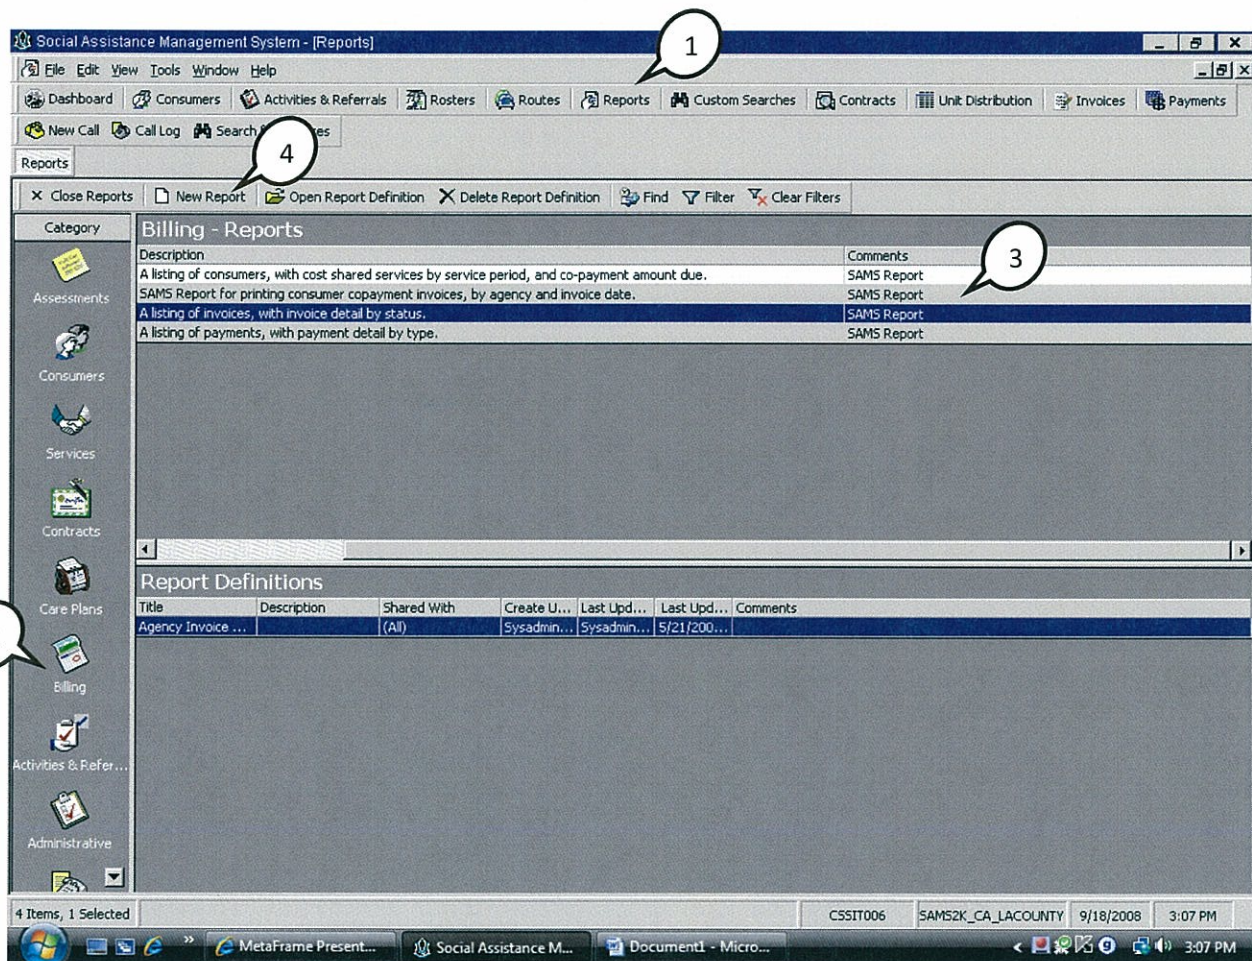 Social Assistance Management System - [Reports]
1
File Edit View Tools Window Help
Dashboard Consumers Activities & Referrals Rosters Routes Reports Custom Searches Contracts Unit Distribution Invoices Payments
New Call Call Log Search
4
Reports
Close Reports New Report Open Report Definition Delete Report Definition Find Filter Clear Filters
Category
Assessments
Consumers
Services
Contracts
Care Plans
Billing
Activities & Refer...
Administrative
Billing - Reports
Description Comments
3
A listing of consumers, with cost shared services by service period, and co-payment amount due. SAMS Report
SAMS Report for printing consumer copayment invoices, by agency and invoice date. SAMS Report
A listing of invoices, with invoice detail by status. SAMS Report
A listing of payments, with payment detail by type. SAMS Report
Report Definitions
Title Description Shared With Create U... Last Upd... Last Upd... Comments
Agency Invoice ... (All) Sysadmin... Sysadmin... 5/21/200...
4 Items, 1 Selected CSSIT006 SAMS2K_CA_LACOUNTY 9/18/2008 3:07 PM
MetaFrame Present... Social Assistance M... Document1 - Micro... 3:07 PM